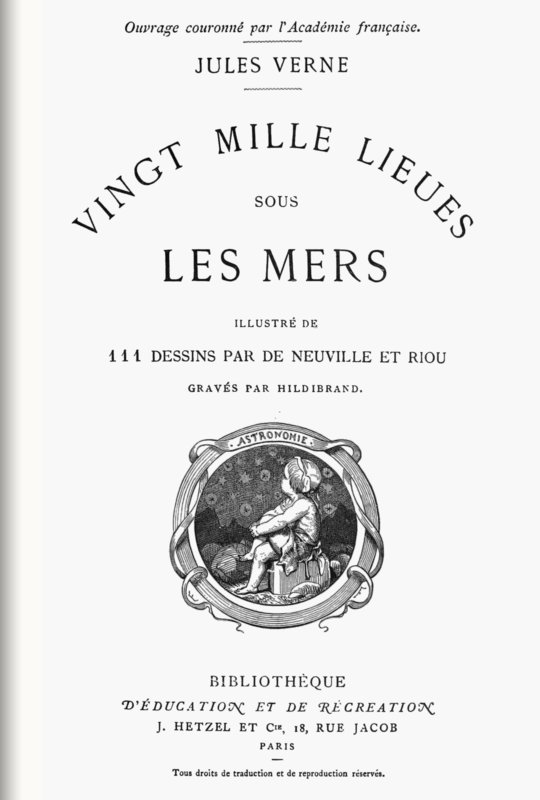 Ouvrage couronné par l'Académie française.
JULES VERNE
VINGT MILLE LIEUES
SOUS
LES MERS
ILLUSTRÉ DE
111 DESSINS PAR DE NEUVILLE ET RIOU
GRAVÉS PAR HILDIBRAND.
·ASTRONOMIE·
BIBLIOTHÈQUE
D'ÉDUCATION ET DE RÉCREATION
J. HETZEL ET Cie, 18, RUE JACOB
PARIS
Tous droits de traduction et de reproduction réservés.